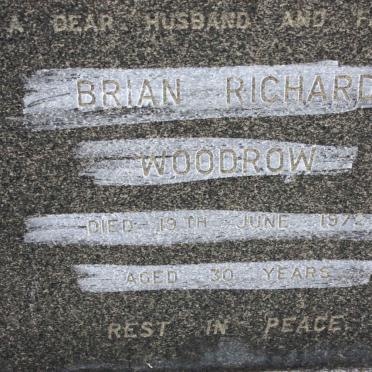 A DEAR HUSBAND AND
BRIAN RICHARD
WOODROW
DIED 19TH JUNE
AGED 30 YEARS
REST IN PEACE.